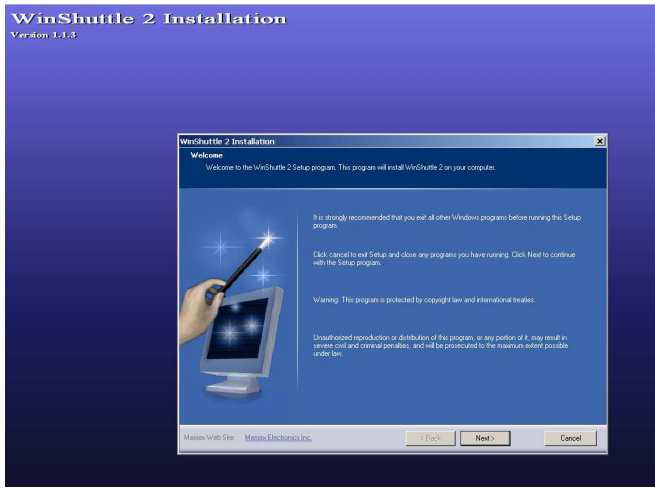 WinShuttle 2 Installation
Version 1.1.3
WinShuttle 2 Installation
Welcome
Welcome to the WinShuttle 2 Setup program. This program will install WinShuttle 2 on your computer.
It is strongly recommended that you exit all other Windows programs before running this Setup
program.
Click cancel to exit Setup and close any programs you have running. Click Next to continue
with the Setup program.
Warning: This program is protected by copyright law and international treaties.
Unauthorized reproduction or distribution of this program, or any portion of it, may result in
severe civil and criminal penalties, and will be prosecuted to the maximum extent possible
under law.
Memex Web Site: Memex Electronics Inc. < Back Next > Cancel